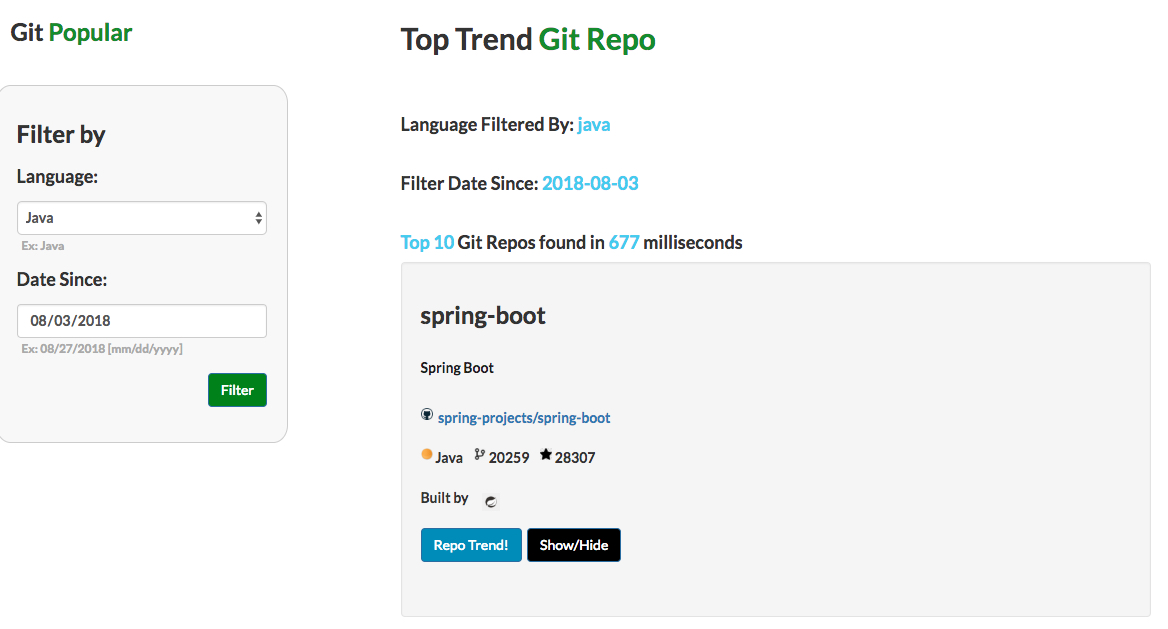 Git Popular
Filter by
Language:
Java
Ex: Java
Date Since:
08/03/2018
Ex: 08/27/2018 [mm/dd/yyyy]
Filter
Top Trend Git Repo
Language Filtered By: java
Filter Date Since: 2018-08-03
Top 10 Git Repos found in 677 milliseconds
spring-boot
Spring Boot
spring-projects/spring-boot
Java 20259 28307
Built by
Repo Trend! Show/Hide